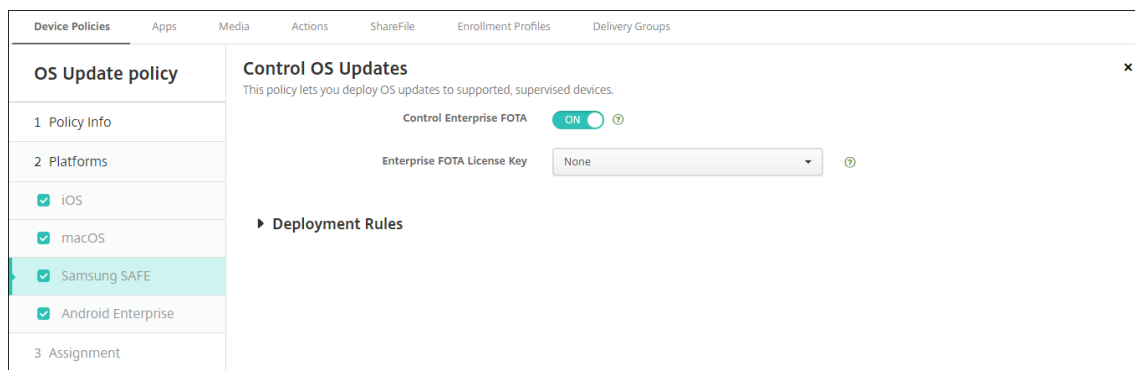 Device Policies Apps Media Actions ShareFile Enrollment Profiles Delivery Groups
OS Update policy
1 Policy Info
2 Platforms
iOS
macOS
Samsung SAFE
Android Enterprise
3 Assignment
Control OS Updates
This policy lets you deploy OS updates to supported, supervised devices.
Control Enterprise FOTA ON
Enterprise FOTA License Key None
Deployment Rules